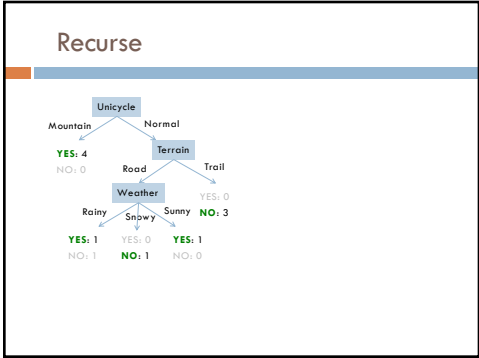 Recurse
Unicycle
Mountain
Normal
YES: 4
NO: 0
Terrain
Road
Trail
Weather
YES: 0
NO: 3
Rainy
Snowy
Sunny
YES: 1
NO: 1
YES: 0
NO: 1
YES: 1
NO: 0